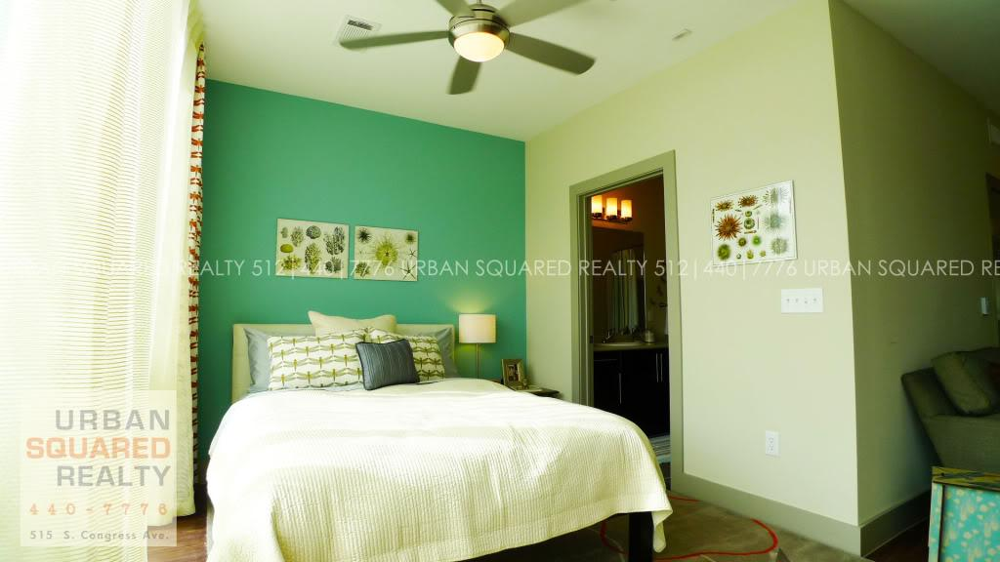 REALTY 512|440|7776 URBAN SQUARED REALTY 512|440|7776 URBAN SQUARED RE
URBAN
SQUARED
REALTY
440-7776
515 S. Congress Ave.